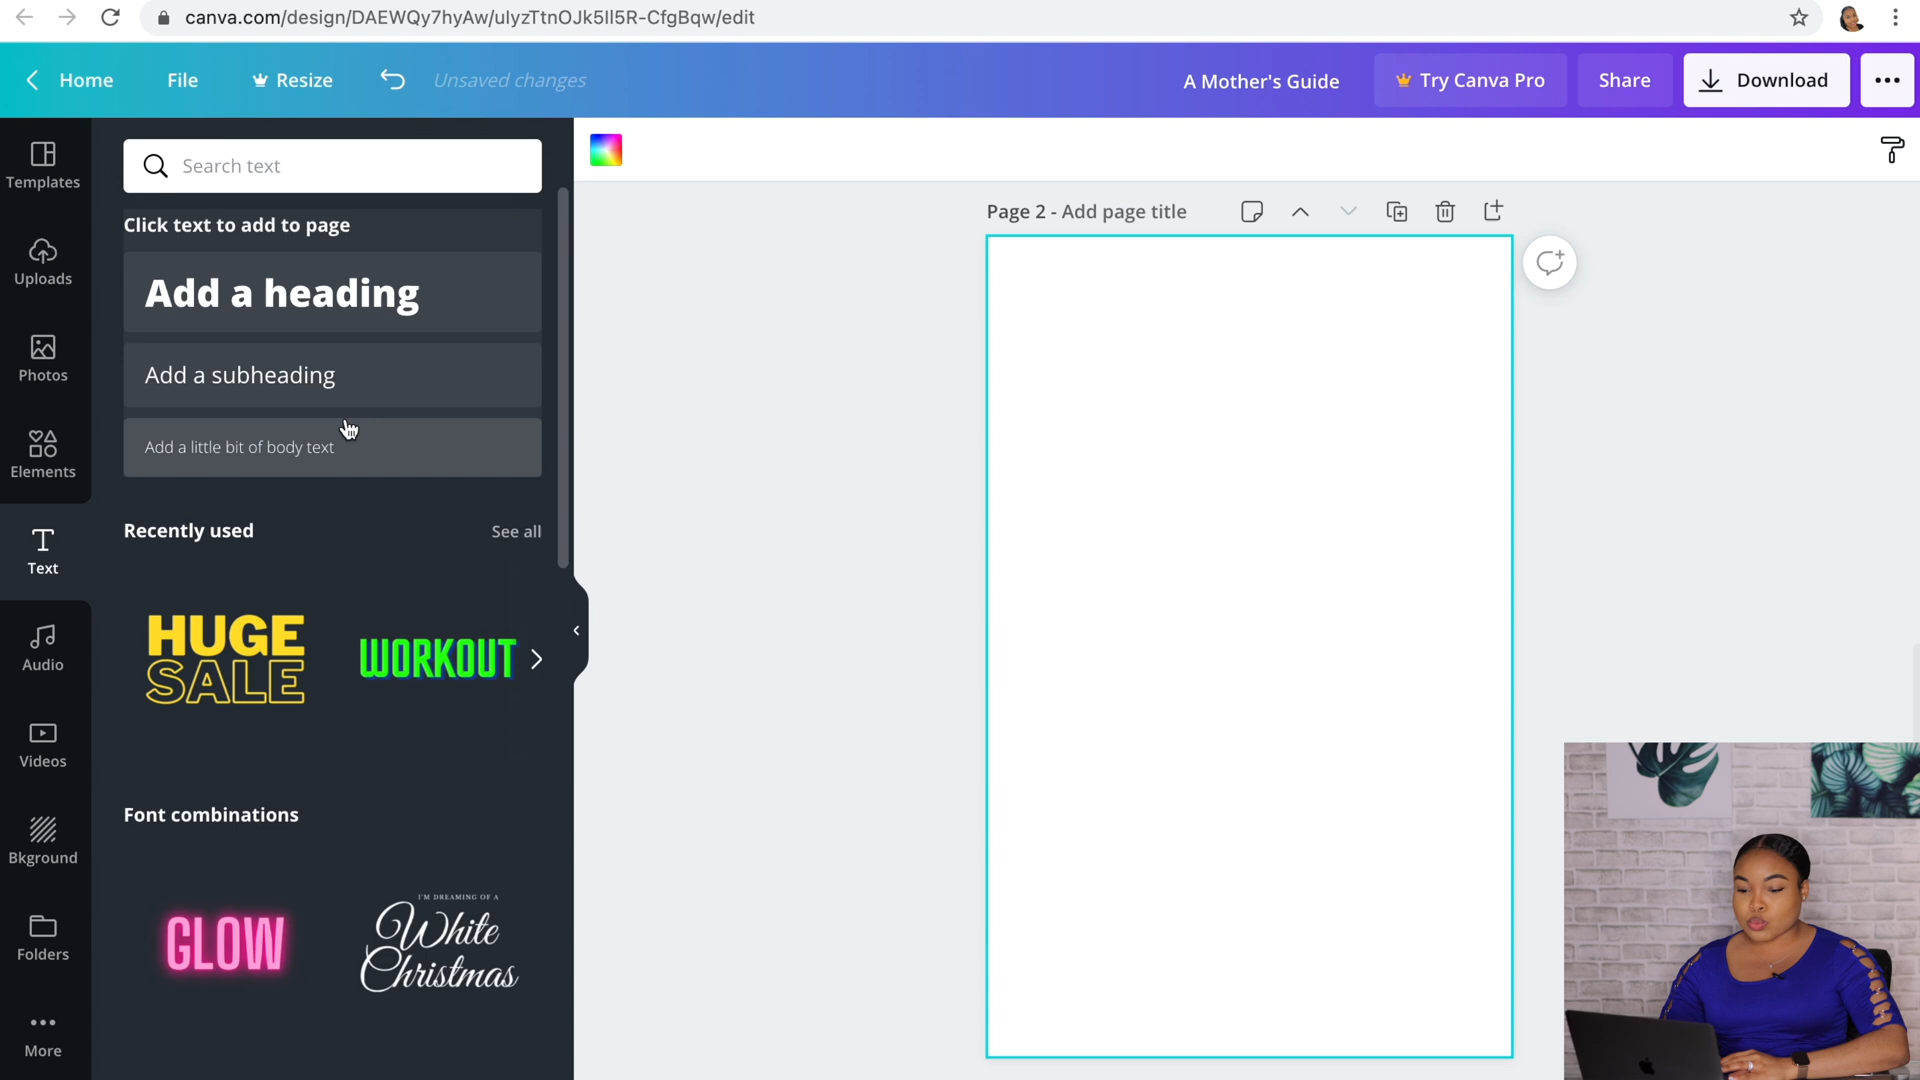 canva.com/design/DAEWQy7hyAw/ulyzTtnOJk5ll5R-CfgBqw/edit
Home File Resize Unsaved changes A Mother's Guide Try Canva Pro Share Download
Templates
Uploads
Photos
Elements
Text
Audio
Videos
Bkground
Folders
More
Search text
Click text to add to page
Add a heading
Add a subheading
Add a little bit of body text
Recently used See all
HUGE
SALE
WORKOUT
Font combinations
GLOW
I'M DREAMING OF A
White
Christmas
Page 2 - Add page title